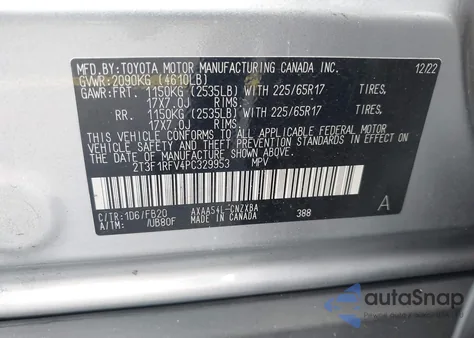 MFD. BY: TOYOTA MOTOR MANUFACTURING CANADA INC. 12/22
GVWR: 2090KG (4610LB)
GAWR: FRT. 1150KG (2535LB) WITH 225/65R17 TIRES.
17X7.0J RIMS.
RR. 1150KG (2535LB) WITH 225/65R17 TIRES.
17X7.0J RIMS.
THIS VEHICLE CONFORMS TO ALL APPLICABLE FEDERAL MOTOR
VEHICLE SAFETY AND THEFT PREVENTION STANDARDS IN EFFECT
ON THE DATE OF MANUFACTURE SHOWN ABOVE.
2T3F1RFV4PC329953 MPV
C/TR: 1D6/FB20 AXAA54L-CNZXBA A
A/TM: /UB80F MADE IN CANADA 388
autoSnap